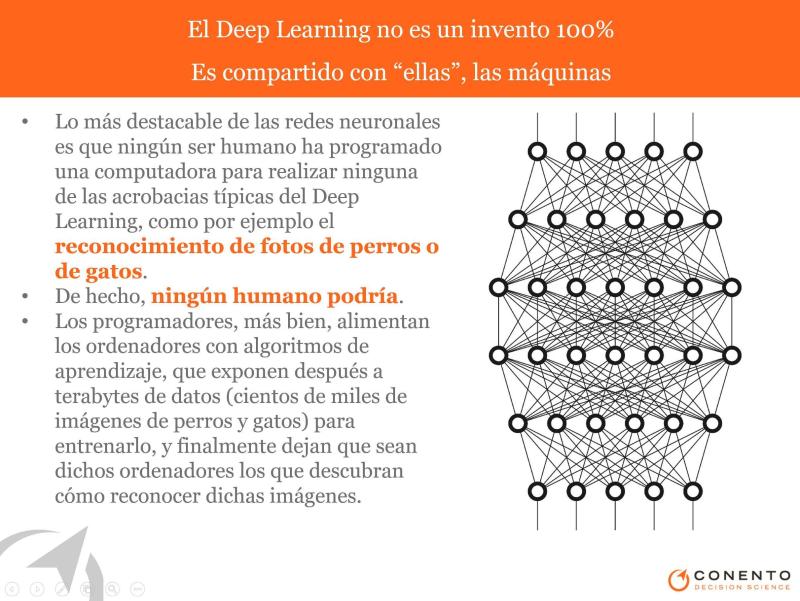 El Deep Learning no es un invento 100%
Es compartido con “ellas”, las máquinas
• Lo más destacable de las redes neuronales
es que ningún ser humano ha programado
una computadora para realizar ninguna
de las acrobacias típicas del Deep
Learning, como por ejemplo el
reconocimiento de fotos de perros o
de gatos.
• De hecho, ningún humano podría.
• Los programadores, más bien, alimentan
los ordenadores con algoritmos de
aprendizaje, que exponen después a
terabytes de datos (cientos de miles de
imágenes de perros y gatos) para
entrenarlo, y finalmente dejan que sean
dichos ordenadores los que descubran
cómo reconocer dichas imágenes.
CONENTO
DECISION SCIENCE